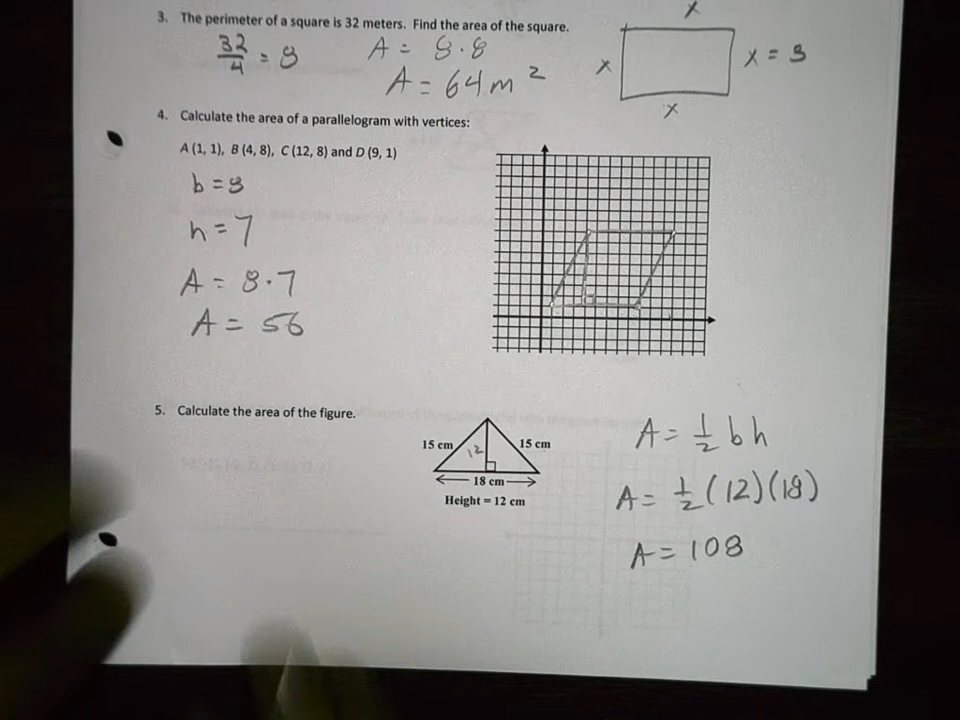 3. The perimeter of a square is 32 meters. Find the area of the square.
x
32/4 = 8
A = 8·8
x
x = 8
A = 64m²
x
4. Calculate the area of a parallelogram with vertices:
A (1, 1), B (4, 8), C (12, 8) and D (9, 1)
b = 8
h = 7
A = 8·7
A = 56
5. Calculate the area of the figure.
15 cm
12
15 cm
18 cm
Height = 12 cm
A = 1/2 bh
A = 1/2 (12)(18)
A = 108